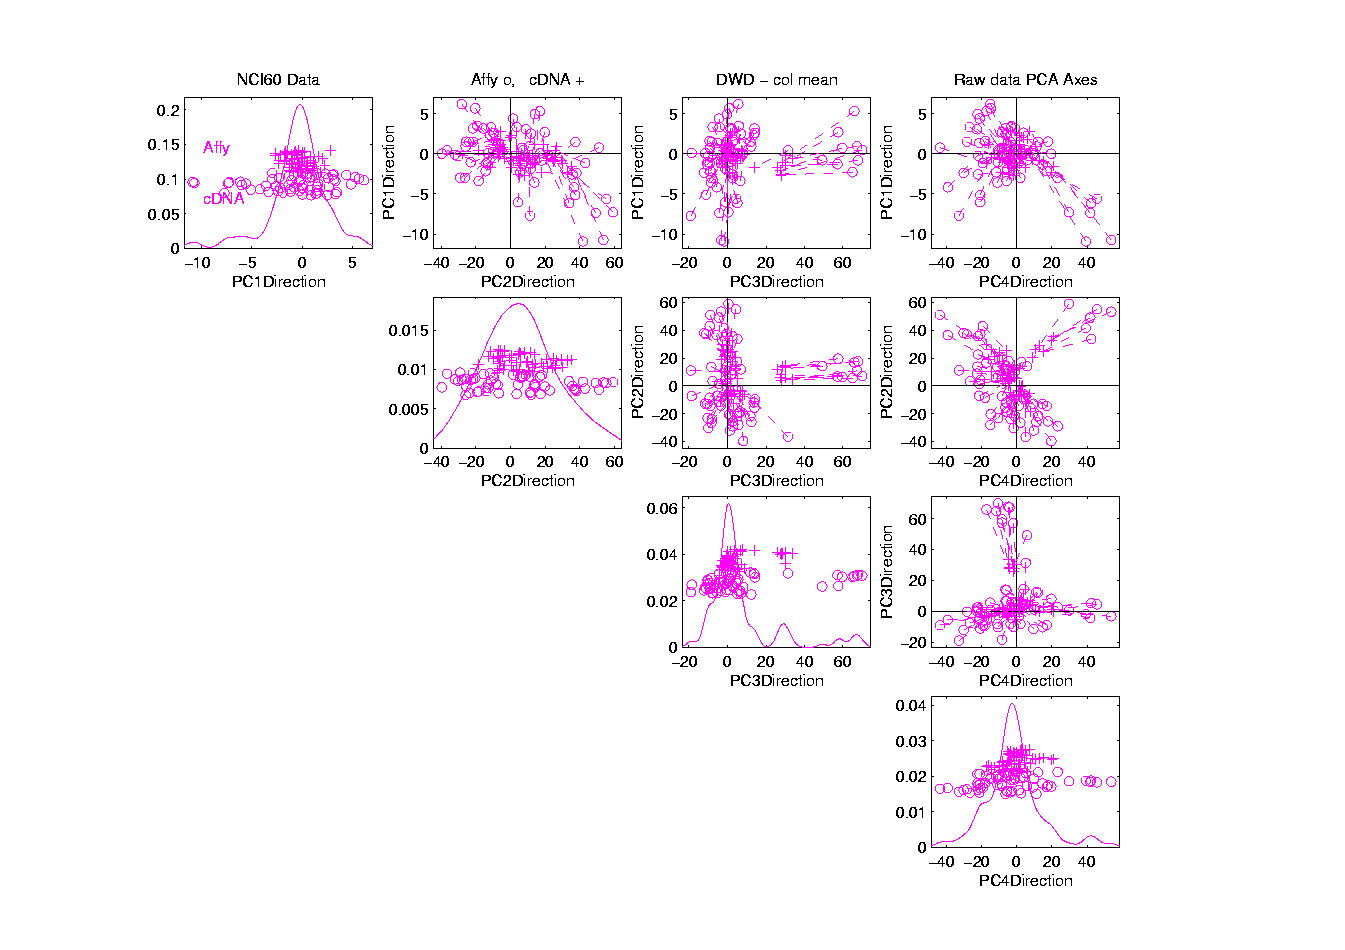 NCI60 Data
Affy o,   cDNA +
DWD − col mean
Raw data PCA Axes
0.2
0.15
0.1
0.05
0
Affy
cDNA
−10 −5 0 5
PC1Direction
5
0
−5
−10
PC1Direction
−40 −20 0 20 40 60
PC2Direction
5
0
−5
−10
PC1Direction
−20 0 20 40 60
PC3Direction
5
0
−5
−10
PC1Direction
−40 −20 0 20 40
PC4Direction
0.015
0.01
0.005
0
−40 −20 0 20 40 60
PC2Direction
60
40
20
0
−20
−40
PC2Direction
−20 0 20 40 60
PC3Direction
60
40
20
0
−20
−40
PC2Direction
−40 −20 0 20 40
PC4Direction
0.06
0.04
0.02
0
−20 0 20 40 60
PC3Direction
60
40
20
0
−20
PC3Direction
−40 −20 0 20 40
PC4Direction
0.04
0.03
0.02
0.01
0
−40 −20 0 20 40
PC4Direction